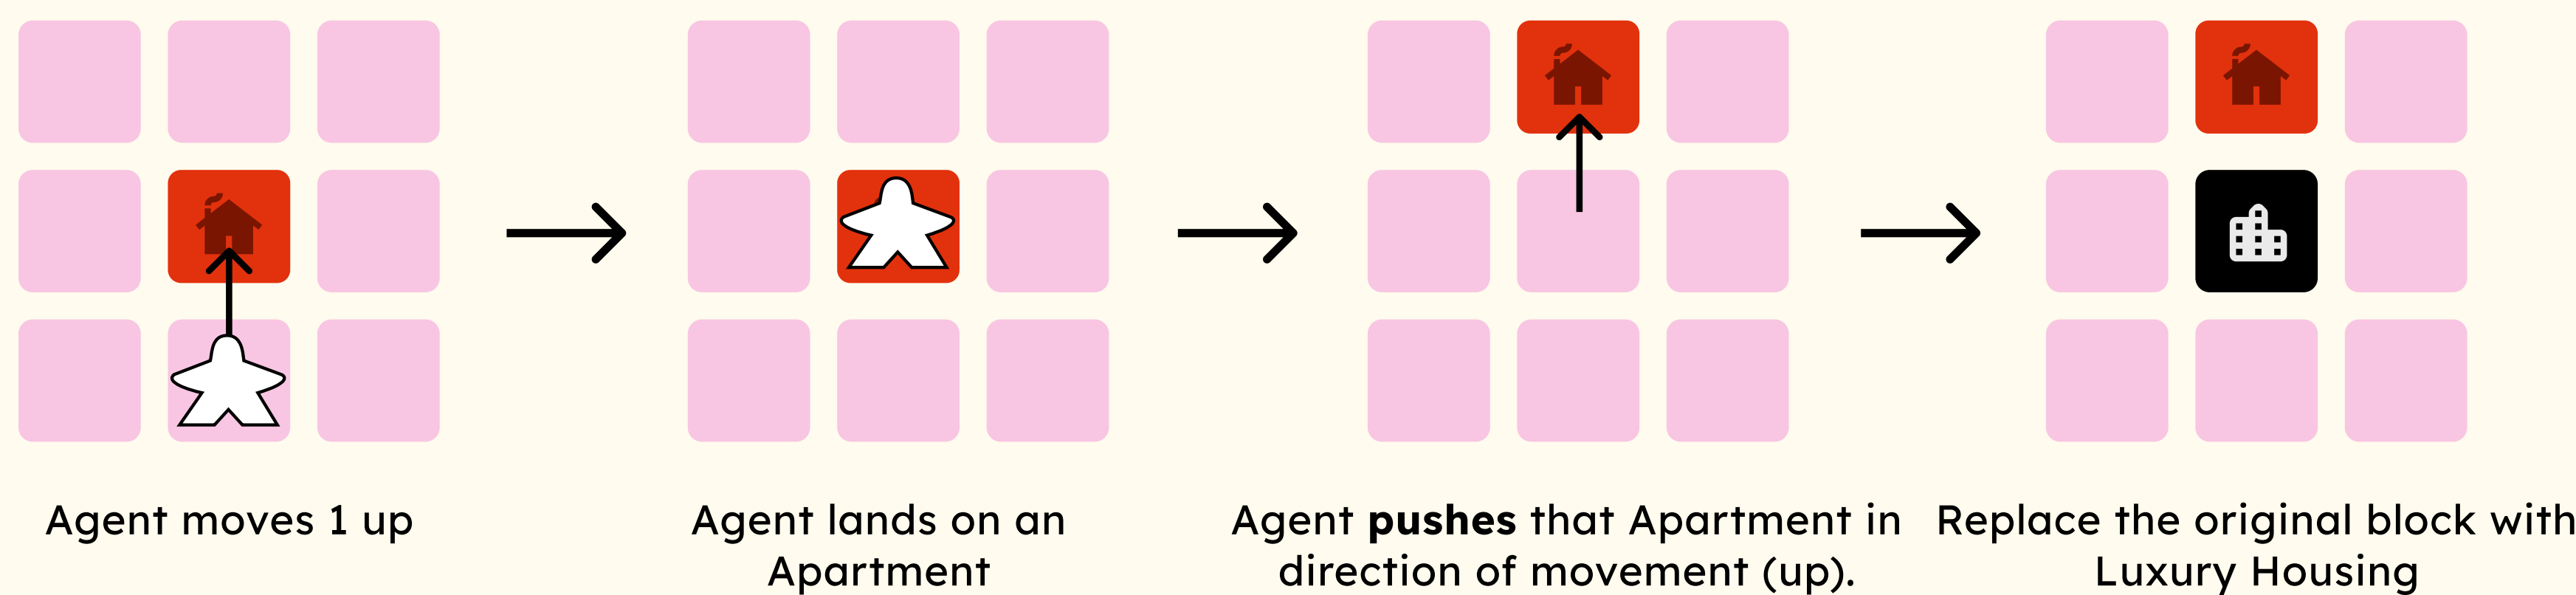 Agent moves 1 up
Agent lands on an
Apartment
Agent pushes that Apartment in
direction of movement (up).
Replace the original block with
Luxury Housing